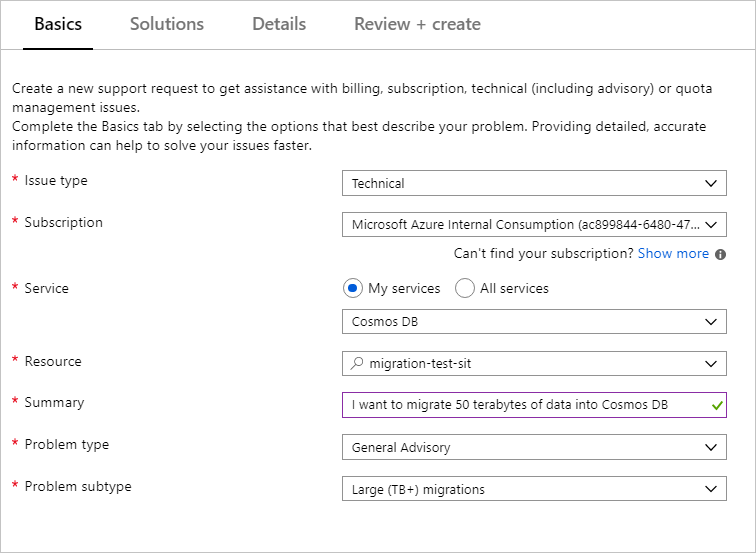 Basics Solutions Details Review + create
Create a new support request to get assistance with billing, subscription, technical (including advisory) or quota
management issues.
Complete the Basics tab by selecting the options that best describe your problem. Providing detailed, accurate
information can help to solve your issues faster.
* Issue type Technical
* Subscription Microsoft Azure Internal Consumption (ac899844-6480-47...
Can't find your subscription? Show more
* Service My services All services
Cosmos DB
* Resource migration-test-sit
* Summary I want to migrate 50 terabytes of data into Cosmos DB
* Problem type General Advisory
* Problem subtype Large (TB+) migrations